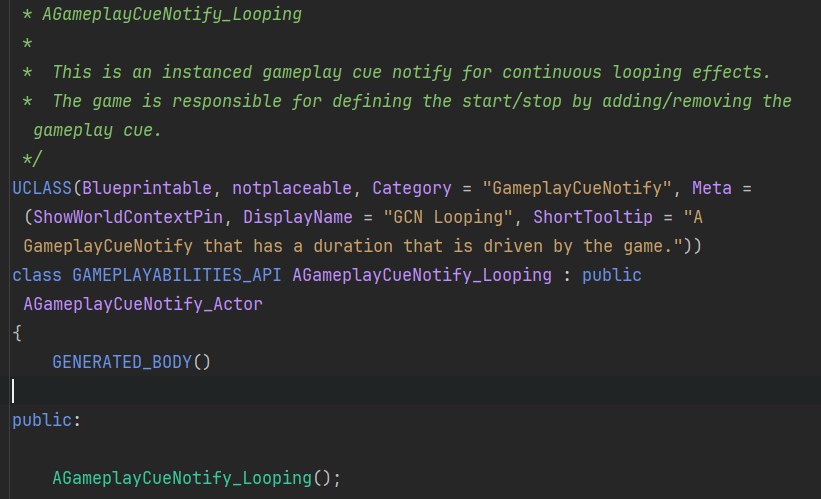 * AGameplayCueNotify_Looping
*
*  This is an instanced gameplay cue notify for continuous looping effects.
*  The game is responsible for defining the start/stop by adding/removing the
gameplay cue.
*/
UCLASS(Blueprintable, notplaceable, Category = "GameplayCueNotify", Meta =
(ShowWorldContextPin, DisplayName = "GCN Looping", ShortTooltip = "A
GameplayCueNotify that has a duration that is driven by the game."))
class GAMEPLAYABILITIES_API AGameplayCueNotify_Looping : public
AGameplayCueNotify_Actor
{
GENERATED_BODY()
public:
AGameplayCueNotify_Looping();